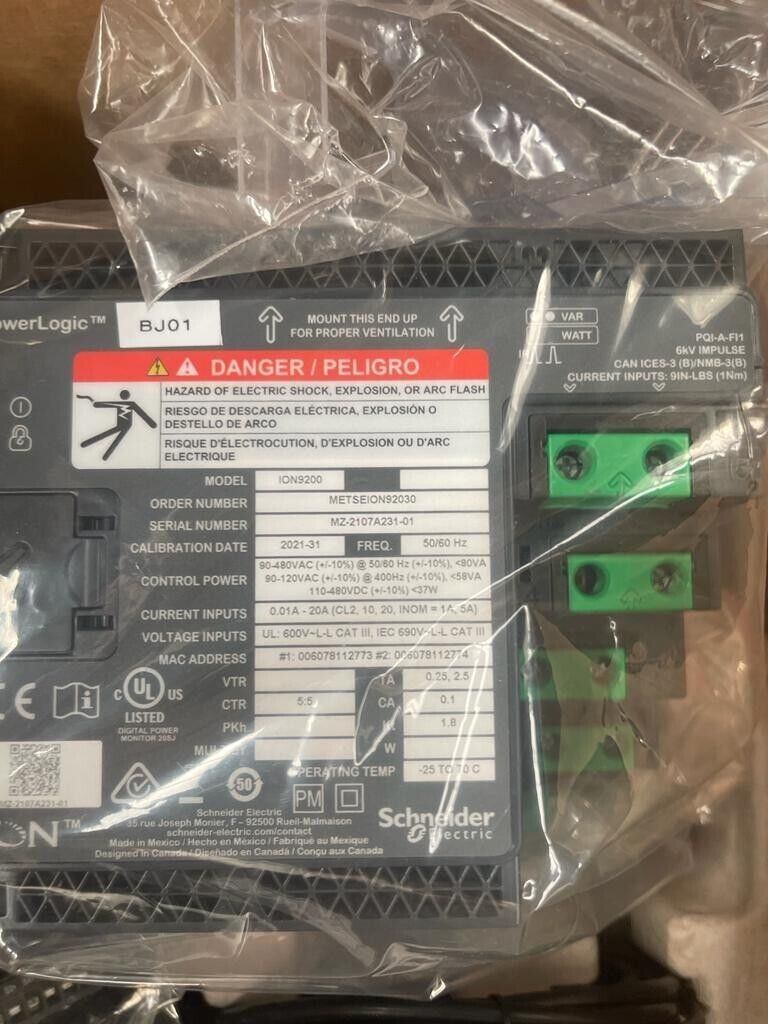 owerLogic™
BJ01
MOUNT THIS END UP
FOR PROPER VENTILATION
VAR
WATT
PQI-A-FI1
6kV IMPULSE
CAN ICES-3 (B)/NMB-3(B)
CURRENT INPUTS: 9IN-LBS (1Nm)
DANGER / PELIGRO
HAZARD OF ELECTRIC SHOCK, EXPLOSION, OR ARC FLASH
RIESGO DE DESCARGA ELÉCTRICA, EXPLOSIÓN O
DESTELLO DE ARCO
RISQUE D'ÉLECTROCUTION, D'EXPLOSION OU D'ARC
ELECTRIQUE
MODEL ION9200
ORDER NUMBER METSEION92030
SERIAL NUMBER MZ-2107A231-01
CALIBRATION DATE 2021-31 FREQ. 50/60 Hz
CONTROL POWER
90-480VAC (+/-10%) @ 50/60 Hz (+/-10%), <80VA
90-120VAC (+/-10%) @ 400Hz (+/-10%), <58VA
110-480VDC (+/-10%) <37W
CURRENT INPUTS 0.01A - 20A (CL2, 10, 20, INOM = 1A, 5A)
VOLTAGE INPUTS UL: 600V~L-L CAT III, IEC 690V~L-L CAT III
MAC ADDRESS #1: 006078112773 #2: 006078112774
VTR TA 0.25, 2.5
CTR 5:5 CA 0.1
PKh 1.8
W
OPERATING TEMP -25 TO 70 C
CE
C UL US
LISTED
DIGITAL POWER
MONITOR 20SJ
MZ-2107A231-01
50
PM
ON™
Schneider Electric
35 rue Joseph Monier, F - 92500 Rueil-Malmaison
schneider-electric.com/contact
Made in Mexico / Hecho en México / Fabriqué au Mexique
Designed in Canada / Diseñado en Canadá / Conçu aux Canada
Schneider
Electric